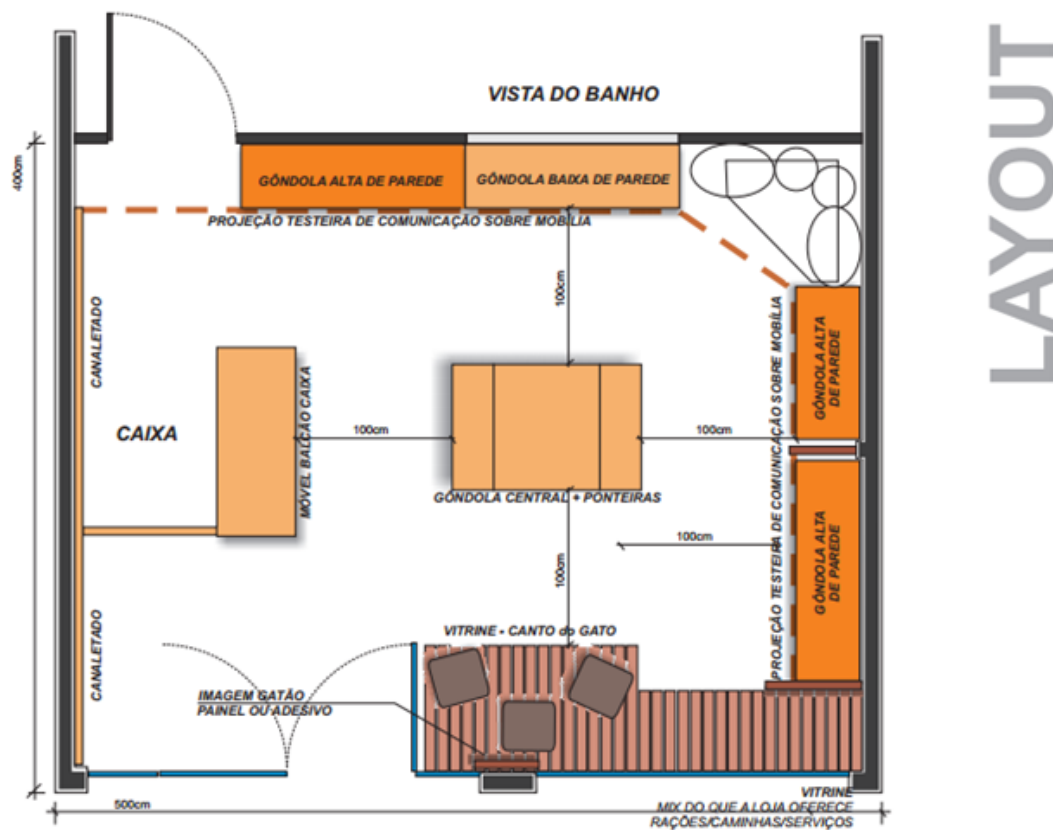 LAYOUT
VISTA DO BANHO
400cm
GÔNDOLA ALTA DE PAREDE
GÔNDOLA BAIXA DE PAREDE
PROJEÇÃO TESTEIRA DE COMUNICAÇÃO SOBRE MOBÍLIA
100cm
CANALETADO
CAIXA
MÓVEL BALCÃO CAIXA
100cm
100cm
GÔNDOLA CENTRAL + PONTEIRAS
PROJEÇÃO TESTEIRA DE COMUNICAÇÃO SOBRE MOBÍLIA
GÔNDOLA ALTA
DE PAREDE
GÔNDOLA ALTA
DE PAREDE
100cm
100cm
CANALETADO
VITRINE - CANTO do GATO
IMAGEM GATÃO
PAINEL OU ADESIVO
500cm
VITRINE
MIX DO QUE A LOJA OFERECE
RAÇÕES/CAMINHAS/SERVIÇOS